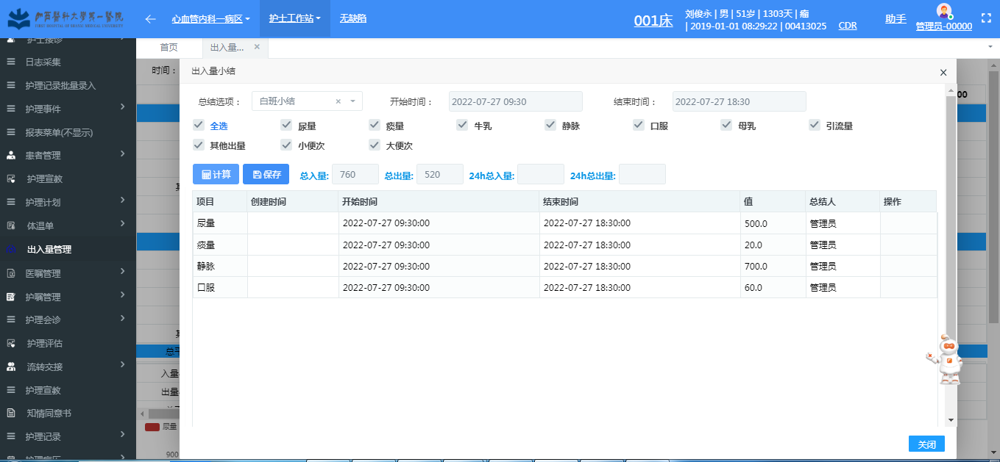 山西医科大学第一医院
FIRST HOSPITAL OF SHANXI MEDICAL UNIVERSITY
心血管内科一病区
护士工作站
无缺陷
001床
刘俊永 | 男 | 51岁 | 1303天 | 瘤
| 2019-01-01 08:29:22 | 00413025
CDR
助手
管理员-00000
护士接诊
日志采集
护理记录批量录入
护理事件
报表菜单(不显示)
患者管理
护理宣教
护理计划
体温单
出入量管理
医嘱管理
护嘱管理
护理会诊
护理评估
流转交接
护理宣教
知情同意书
护理记录
护理病历
首页
出入量...
时间：
00
入量
出量
尿量
900
出入量小结
总结选项：
白班小结
开始时间：
2022-07-27 09:30
结束时间：
2022-07-27 18:30
全选 尿量 痰量 牛乳 静脉 口服 母乳 引流量
其他出量 小便次 大便次
计算 保存 总入量: 760 总出量: 520 24h总入量: 24h总出量:
项目 创建时间 开始时间 结束时间 值 总结人 操作
尿量 2022-07-27 09:30:00 2022-07-27 18:30:00 500.0 管理员
痰量 2022-07-27 09:30:00 2022-07-27 18:30:00 20.0 管理员
静脉 2022-07-27 09:30:00 2022-07-27 18:30:00 700.0 管理员
口服 2022-07-27 09:30:00 2022-07-27 18:30:00 60.0 管理员
关闭